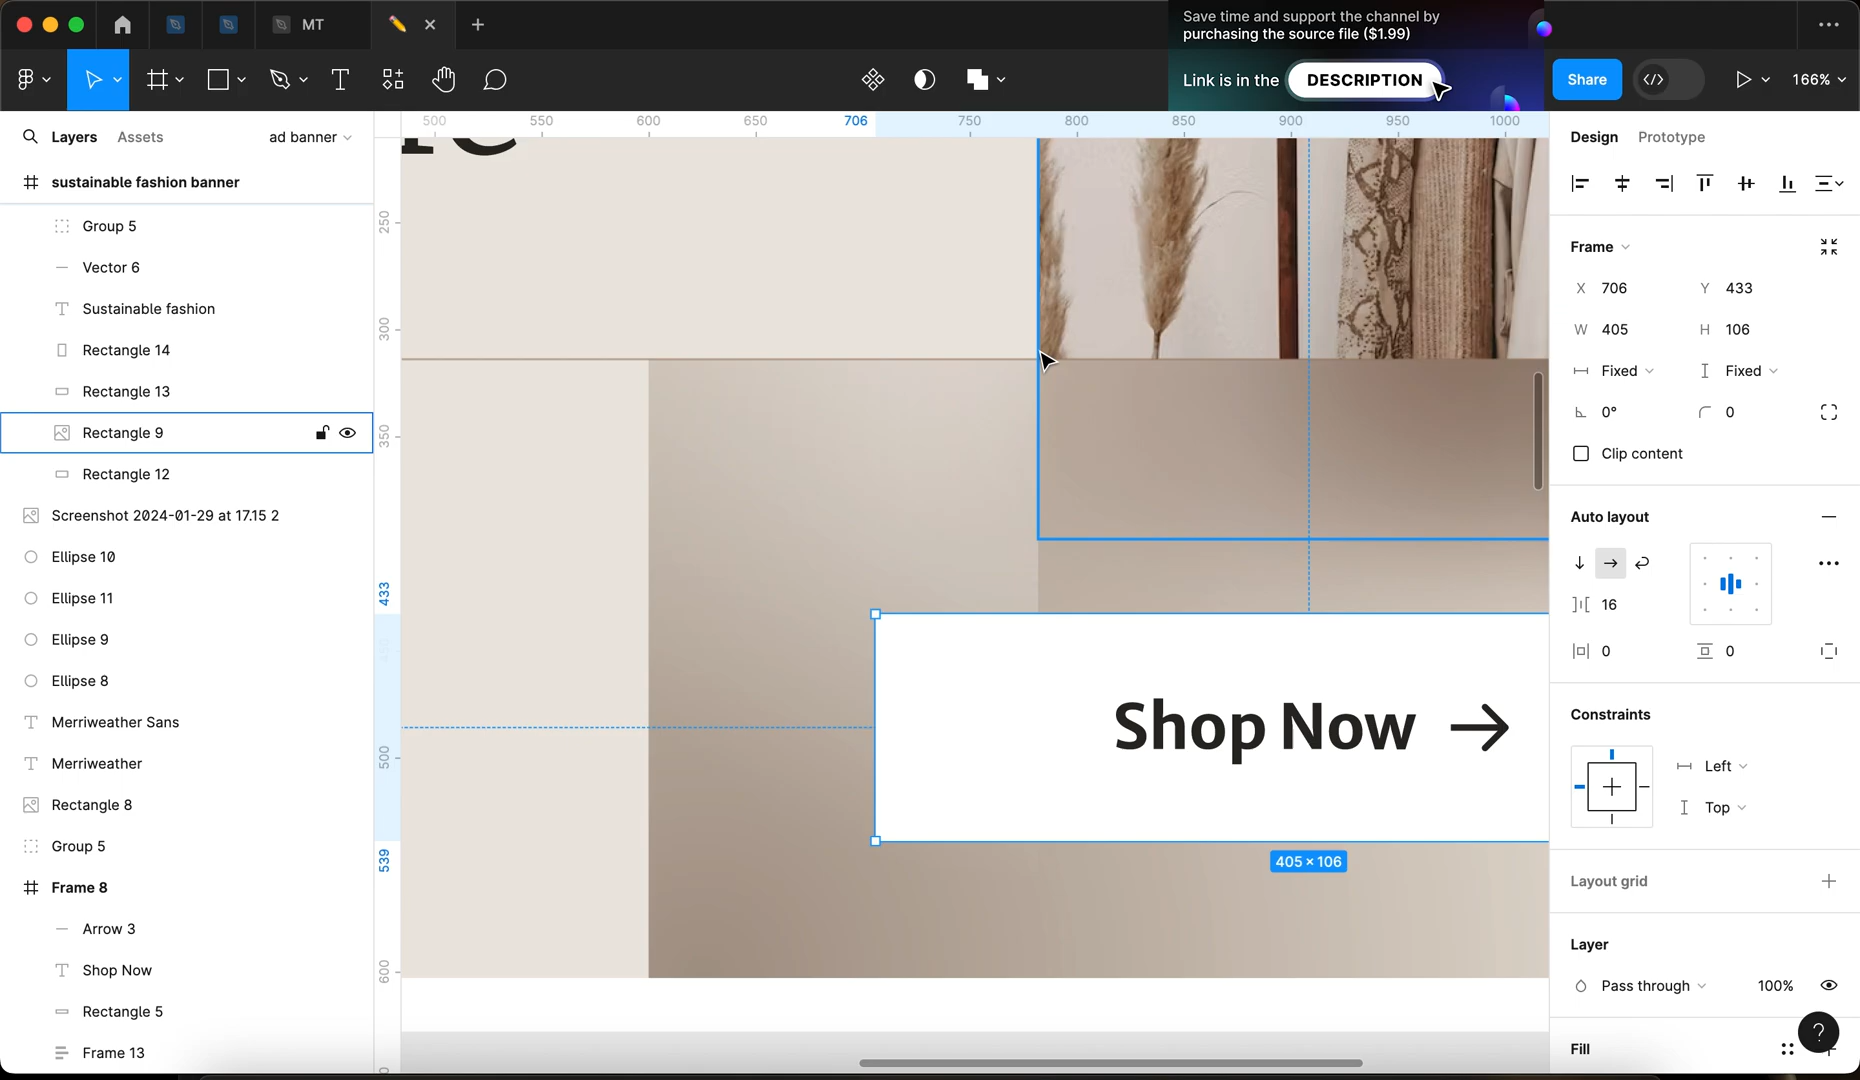 MT
Save time and support the channel by
purchasing the source file ($1.99)
Link is in the DESCRIPTION
Share
166%
Layers
Assets
ad banner
sustainable fashion banner
Group 5
Vector 6
Sustainable fashion
Rectangle 14
Rectangle 13
Rectangle 9
Rectangle 12
Screenshot 2024-01-29 at 17.15 2
Ellipse 10
Ellipse 11
Ellipse 9
Ellipse 8
Merriweather Sans
Merriweather
Rectangle 8
Group 5
Frame 8
Arrow 3
Shop Now
Rectangle 5
Frame 13
500 550 600 650 706 750 800 850 900 950 1000
250
300
350
433
500
539
600
Shop Now →
405 × 106
Design
Prototype
Frame
X 706 Y 433
W 405 H 106
Fixed Fixed
0° 0
Clip content
Auto layout
16
0 0
Constraints
Left
Top
Layout grid
Layer
Pass through 100%
?
Fill